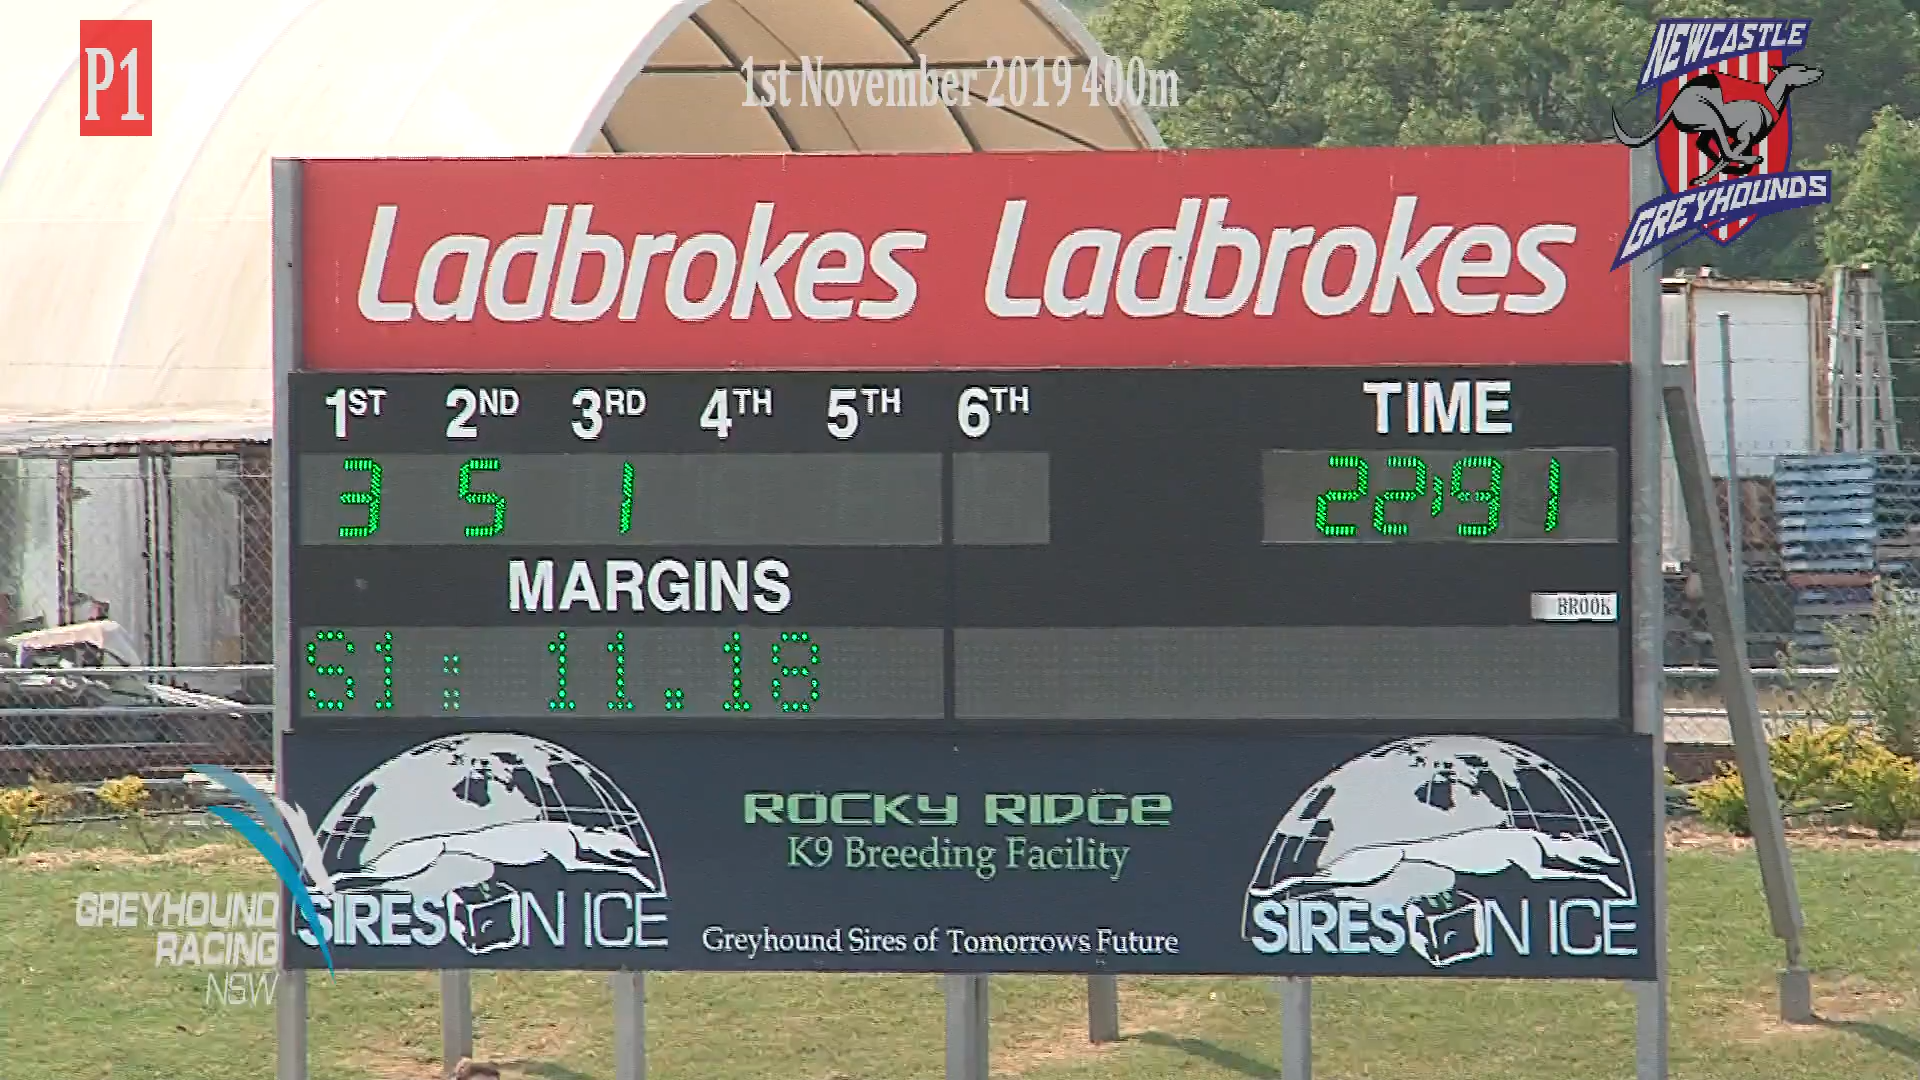 P1
1st November 2019 400m
NEWCASTLE
GREYHOUNDS
Ladbrokes Ladbrokes
1ST 2ND 3RD 4TH 5TH 6TH TIME
3 5 1 22,91
MARGINS
BROOK
S1: 11.18
ROCKY RIDGE
K9 Breeding Facility
SIRES ON ICE
Greyhound Sires of Tomorrows Future
SIRES ON ICE
GREYHOUND
RACING
NSW